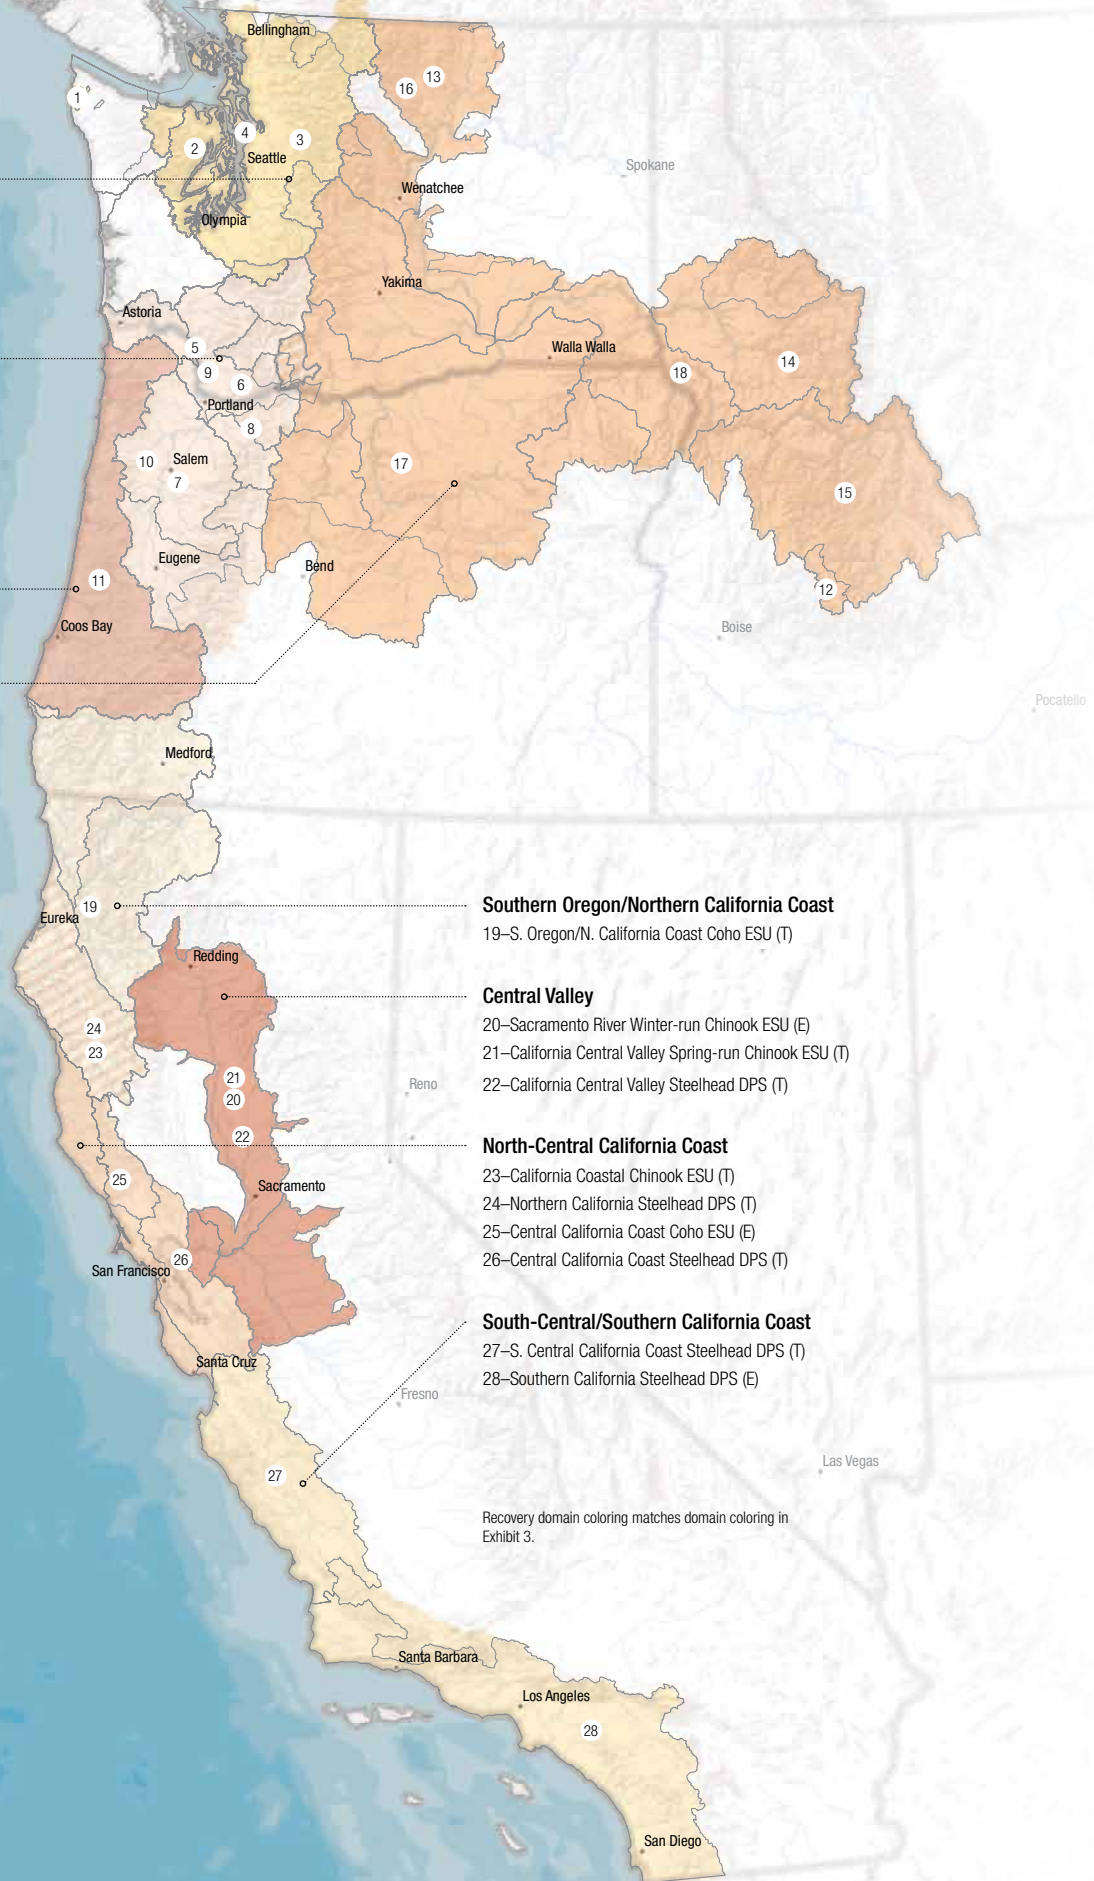 Bellingham
13
16
1
4
3
2
Seattle
Spokane
Wenatchee
Olympia
Yakima
Astoria
5
Walla Walla
14
9
18
6
Portland
8
10
Salem
17
7
15
Eugene
Bend
11
12
Coos Bay
Boise
Pocatello
Medford
19
Eureka
Southern Oregon/Northern California Coast
19–S. Oregon/N. California Coast Coho ESU (T)
Redding
Central Valley
20–Sacramento River Winter-run Chinook ESU (E)
21–California Central Valley Spring-run Chinook ESU (T)
22–California Central Valley Steelhead DPS (T)
24
23
21
20
22
Reno
North-Central California Coast
23–California Coastal Chinook ESU (T)
24–Northern California Steelhead DPS (T)
25–Central California Coast Coho ESU (E)
26–Central California Coast Steelhead DPS (T)
25
Sacramento
26
San Francisco
South-Central/Southern California Coast
27–S. Central California Coast Steelhead DPS (T)
28–Southern California Steelhead DPS (E)
Santa Cruz
Fresno
Las Vegas
27
Recovery domain coloring matches domain coloring in
Exhibit 3.
Santa Barbara
Los Angeles
28
San Diego